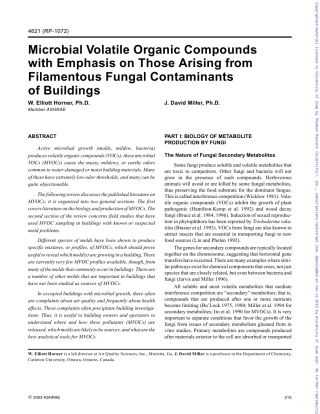 4621 (RP-1072)
Microbial Volatile Organic Compounds
with Emphasis on Those Arising from
Filamentous Fungal Contaminants
of Buildings
W. Elliott Horner, Ph.D.
Member ASHRAE
J. David Miller, Ph.D.
ABSTRACT
Active microbial growth (molds, mildew, bacteria)
produces volatile organic compounds (VOCs); these microbial
VOCs (MVOCs) cause the musty, mildewy, or earthy odors
common to water-damaged or moist building materials. Many
of these have extremely low odor thresholds, and many can be
quite objectionable.
The following review discusses the published literature on
MVOCs; it is organized into two general sections. The first
covers literature on the biology and production of MVOCs. The
second section of the review concerns field studies that have
used MVOC sampling in buildings with known or suspected
mold problems.
Different species of molds have been shown to produce
specific mixtures, or profiles, of MVOCs, which should prove
useful to reveal which mold(s) are growing in a building. There
are currently very few MVOC profiles available, though, from
many of the molds that commonly occur in buildings. There are
a number of other molds that are important to buildings that
have not been studied as sources of MVOCs.
In occupied buildings with microbial growth, there often
are complaints about air quality and frequently about health
effects. These complaints often precipitate building investiga-
tions. Thus, it is useful to building owners and operators to
understand where and how these pollutants (MVOCs) are
released, which molds are likely to be sources, and what are the
best analytical tools for MVOCs.
PART I: BIOLOGY OF METABOLITE
PRODUCTION BY FUNGI
The Nature of Fungal Secondary Metabolites
Some fungi produce soluble and volatile metabolites that
are toxic to competitors. Other fungi and bacteria will not
grow in the presence of such compounds. Herbivorous
animals will avoid or are killed by some fungal metabolites,
thus preserving the food substrate for the dominant fungus.
This is called interference competition (Wicklow 1981). Vola-
tile organic compounds (VOCs) inhibit the growth of plant
pathogenic (Hamilton-Kemp et al. 1992) and wood decay
fungi (Bruce et al. 1984, 1996). Induction of sexual reproduc-
tion in phytophthora has been reported by Trichoderma vola-
tiles (Brasier et al. 1993). VOCs from fungi are also known to
attract insects that are essential in transporting fungi to new
food sources (Lin and Phelan 1992).
The genes for secondary compounds are typically located
together on the chromosome, suggesting that horizontal gene
transfers have occurred. There are many examples where simi-
lar pathways exist for chemical components that cross, not just
species that are closely related, but even between bacteria and
fungi (Jarvis and Miller 1996).
All soluble and most volatile metabolites that mediate
interference competition are "secondary" metabolites; that is,
compounds that are produced after one or more nutrients
become limiting (Bu'Lock 1975, 1980; Miller et al. 1994 for
secondary metabolites; Ito et al. 1990 for MVOCs). It is very
important to separate conditions that favor the growth of the
fungi from issues of secondary metabolism gleaned from in
vitro studies. Primary metabolites are compounds produced
after materials exterior to the cell are absorbed or transported
W. Elliott Horner is a lab director at Air Quality Sciences, Inc., Marietta, Ga. J. David Miller is a professor in the Department of Chemistry,
Carleton University, Ottawa, Ontario, Canada.
© 2003 ASHRAE
215